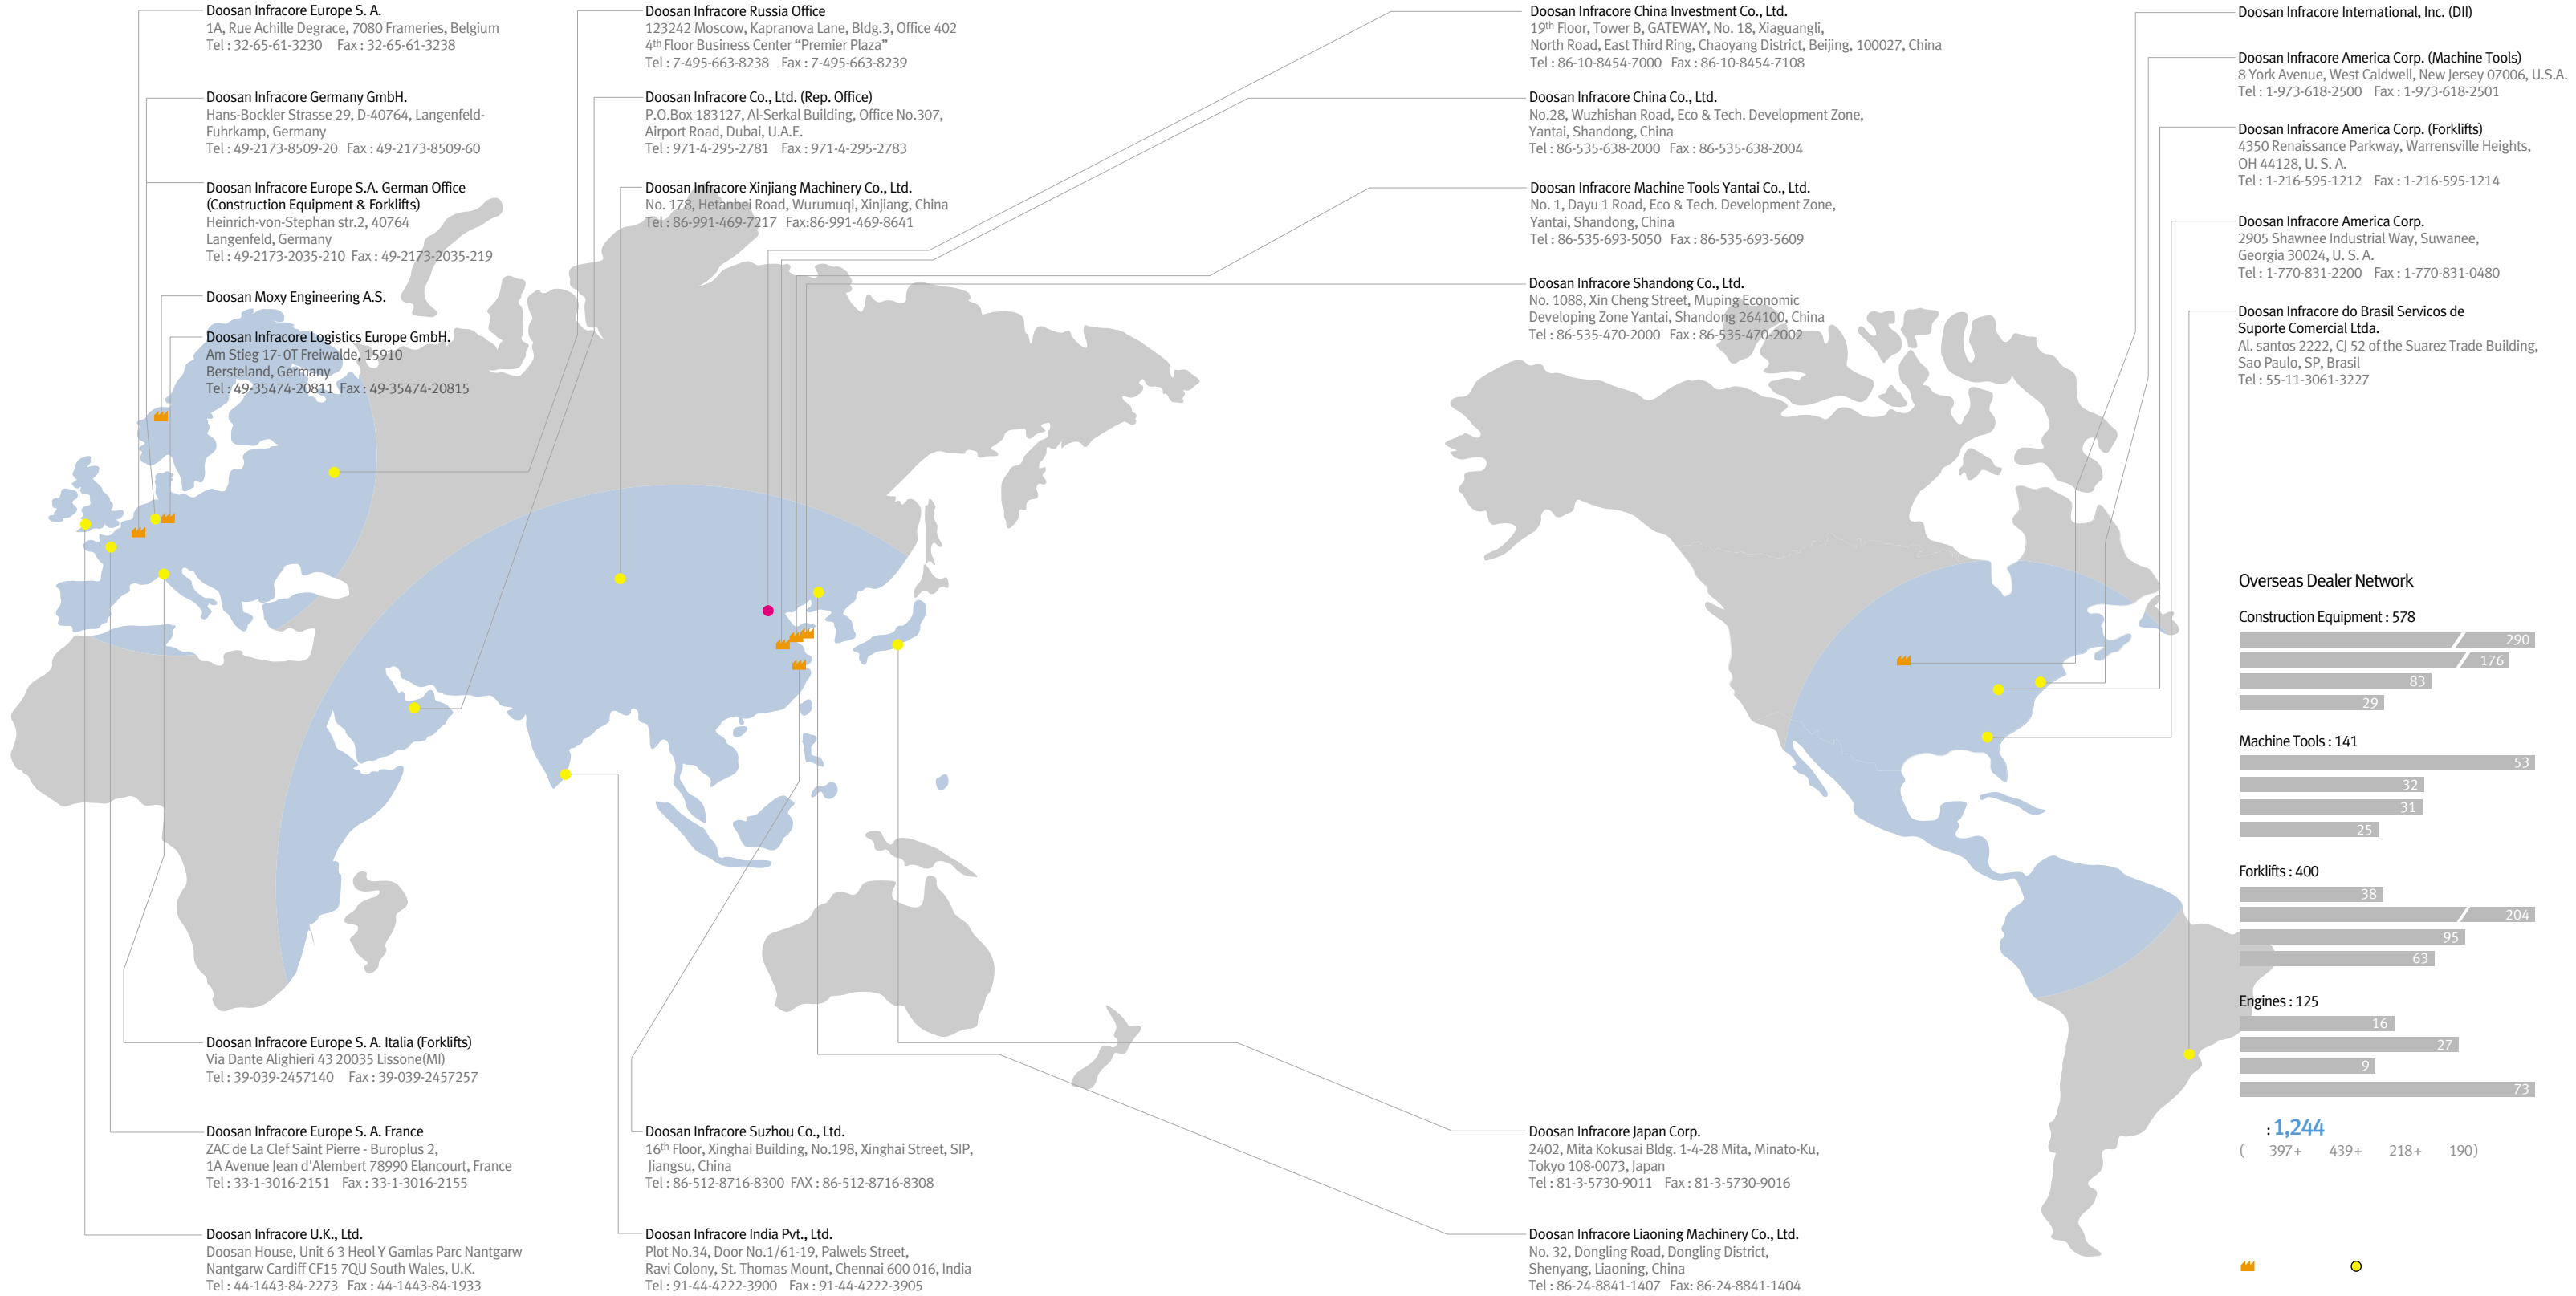 Doosan Infracore Europe S. A.
1A, Rue Achille Degrace, 7080 Frameries, Belgium
Tel : 32-65-61-3230 Fax : 32-65-61-3238
Doosan Infracore Germany GmbH.
Hans-Bockler Strasse 29, D-40764, Langenfeld-
Fuhrkamp, Germany
Tel : 49-2173-8509-20 Fax : 49-2173-8509-60
Doosan Infracore Europe S.A. German Office
(Construction Equipment & Forklifts)
Heinrich-von-Stephan str.2, 40764
Langenfeld, Germany
Tel : 49-2173-2035-210 Fax : 49-2173-2035-219
Doosan Moxy Engineering A.S.
Doosan Infracore Logistics Europe GmbH.
Am Stieg 17- 0T Freiwalde, 15910
Bersteland, Germany
Tel : 49-35474-20811 Fax : 49-35474-20815
Doosan Infracore Europe S. A. Italia (Forklifts)
Via Dante Alighieri 43 20035 Lissone(MI)
Tel : 39-039-2457140 Fax : 39-039-2457257
Doosan Infracore Europe S. A. France
ZAC de La Clef Saint Pierre - Buroplus 2,
1A Avenue Jean d'Alembert 78990 Elancourt, France
Tel : 33-1-3016-2151 Fax : 33-1-3016-2155
Doosan Infracore U.K., Ltd.
Doosan House, Unit 6 3 Heol Y Gamlas Parc Nantgarw
Nantgarw Cardiff CF15 7QU South Wales, U.K.
Tel : 44-1443-84-2273 Fax : 44-1443-84-1933
Doosan Infracore Russia Office
123242 Moscow, Kapranova Lane, Bldg.3, Office 402
4th Floor Business Center “Premier Plaza”
Tel : 7-495-663-8238 Fax : 7-495-663-8239
Doosan Infracore Co., Ltd. (Rep. Office)
P.O.Box 183127, Al-Serkal Building, Office No.307,
Airport Road, Dubai, U.A.E.
Tel : 971-4-295-2781 Fax : 971-4-295-2783
Doosan Infracore Xinjiang Machinery Co., Ltd.
No. 178, Hetanbei Road, Wurumuqi, Xinjiang, China
Tel : 86-991-469-7217 Fax:86-991-469-8641
Doosan Infracore Suzhou Co., Ltd.
16th Floor, Xinghai Building, No.198, Xinghai Street, SIP,
Jiangsu, China
Tel : 86-512-8716-8300 FAX : 86-512-8716-8308
Doosan Infracore India Pvt., Ltd.
Plot No.34, Door No.1/61-19, Palwels Street,
Ravi Colony, St. Thomas Mount, Chennai 600 016, India
Tel : 91-44-4222-3900 Fax : 91-44-4222-3905
Doosan Infracore China Investment Co., Ltd.
19th Floor, Tower B, GATEWAY, No. 18, Xiaguangli,
North Road, East Third Ring, Chaoyang District, Beijing, 100027, China
Tel : 86-10-8454-7000 Fax : 86-10-8454-7108
Doosan Infracore China Co., Ltd.
No.28, Wuzhishan Road, Eco & Tech. Development Zone,
Yantai, Shandong, China
Tel : 86-535-638-2000 Fax : 86-535-638-2004
Doosan Infracore Machine Tools Yantai Co., Ltd.
No. 1, Dayu 1 Road, Eco & Tech. Development Zone,
Yantai, Shandong, China
Tel : 86-535-693-5050 Fax : 86-535-693-5609
Doosan Infracore Shandong Co., Ltd.
No. 1088, Xin Cheng Street, Muping Economic
Developing Zone Yantai, Shandong 264100, China
Tel : 86-535-470-2000 Fax : 86-535-470-2002
Doosan Infracore Japan Corp.
2402, Mita Kokusai Bldg. 1-4-28 Mita, Minato-Ku,
Tokyo 108-0073, Japan
Tel : 81-3-5730-9011 Fax : 81-3-5730-9016
Doosan Infracore Liaoning Machinery Co., Ltd.
No. 32, Dongling Road, Dongling District,
Shenyang, Liaoning, China
Tel : 86-24-8841-1407 Fax: 86-24-8841-1404
Doosan Infracore International, Inc. (DII)
Doosan Infracore America Corp. (Machine Tools)
8 York Avenue, West Caldwell, New Jersey 07006, U.S.A.
Tel : 1-973-618-2500 Fax : 1-973-618-2501
Doosan Infracore America Corp. (Forklifts)
4350 Renaissance Parkway, Warrensville Heights,
OH 44128, U. S. A.
Tel : 1-216-595-1212 Fax : 1-216-595-1214
Doosan Infracore America Corp.
2905 Shawnee Industrial Way, Suwanee,
Georgia 30024, U. S. A.
Tel : 1-770-831-2200 Fax : 1-770-831-0480
Doosan Infracore do Brasil Servicos de
Suporte Comercial Ltda.
Al. santos 2222, CJ 52 of the Suarez Trade Building,
Sao Paulo, SP, Brasil
Tel : 55-11-3061-3227
Overseas Dealer Network
Construction Equipment : 578
290
176
83
29
Machine Tools : 141
53
32
31
25
Forklifts : 400
38
204
95
63
Engines : 125
16
27
9
73
: 1,244
( 397+ 439+ 218+ 190)